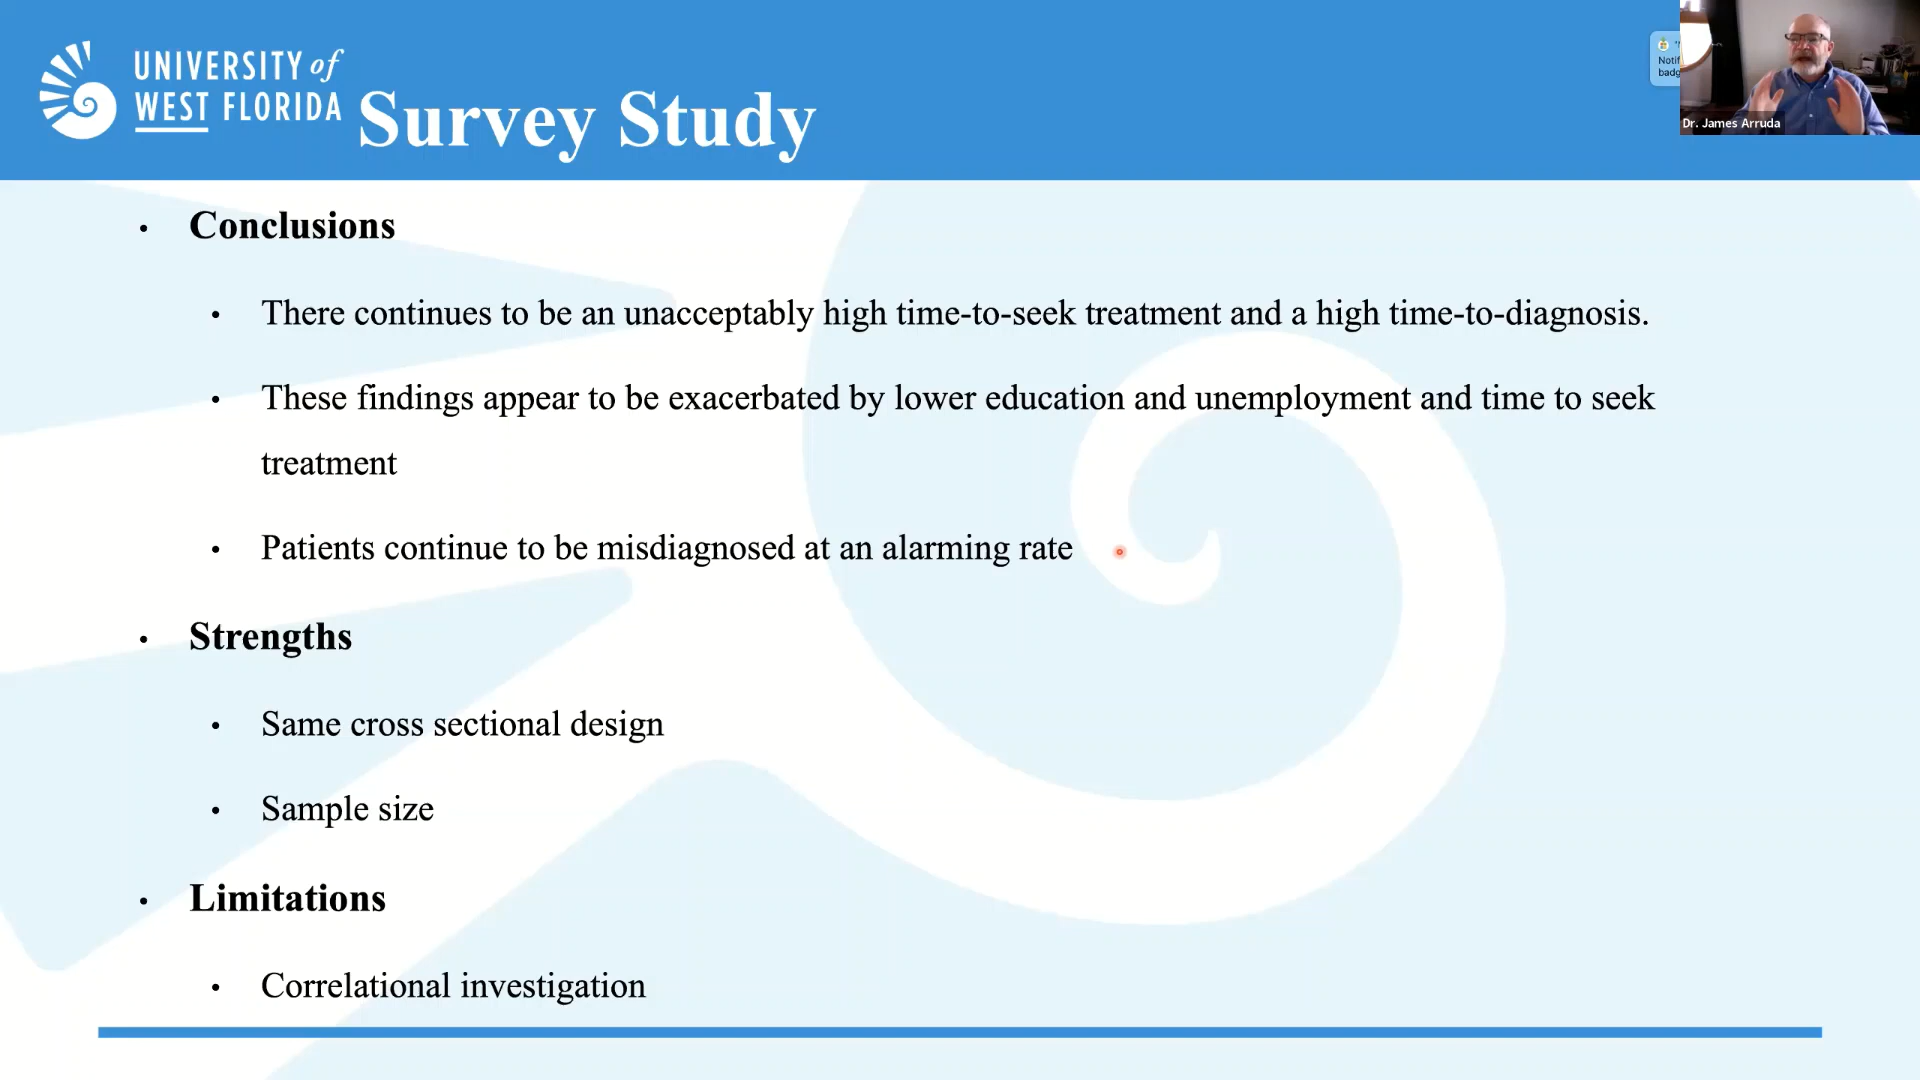 UNIVERSITY of
WEST FLORIDA
Survey Study
Notif
badg
Dr. James Arruda
• Conclusions
• There continues to be an unacceptably high time-to-seek treatment and a high time-to-diagnosis.
• These findings appear to be exacerbated by lower education and unemployment and time to seek
treatment
• Patients continue to be misdiagnosed at an alarming rate
• Strengths
• Same cross sectional design
• Sample size
• Limitations
• Correlational investigation